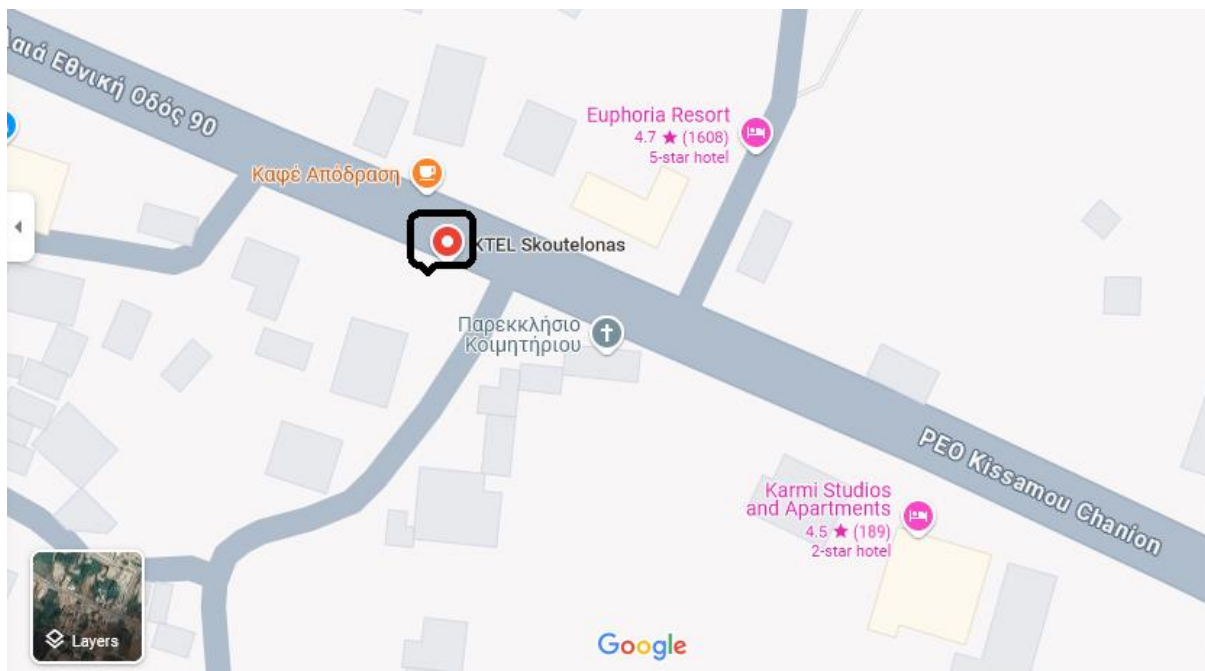 λαιά Εθνική Οδός 90
Καφέ Απόδραση
Euphoria Resort
4.7 ★ (1608)
5-star hotel
KTEL Skoutelonas
Παρεκκλήσιο
Κοιμητήριου
PEO Kissamou Chanion
Karmi Studios
and Apartments
4.5 ★ (189)
2-star hotel
Layers
Google